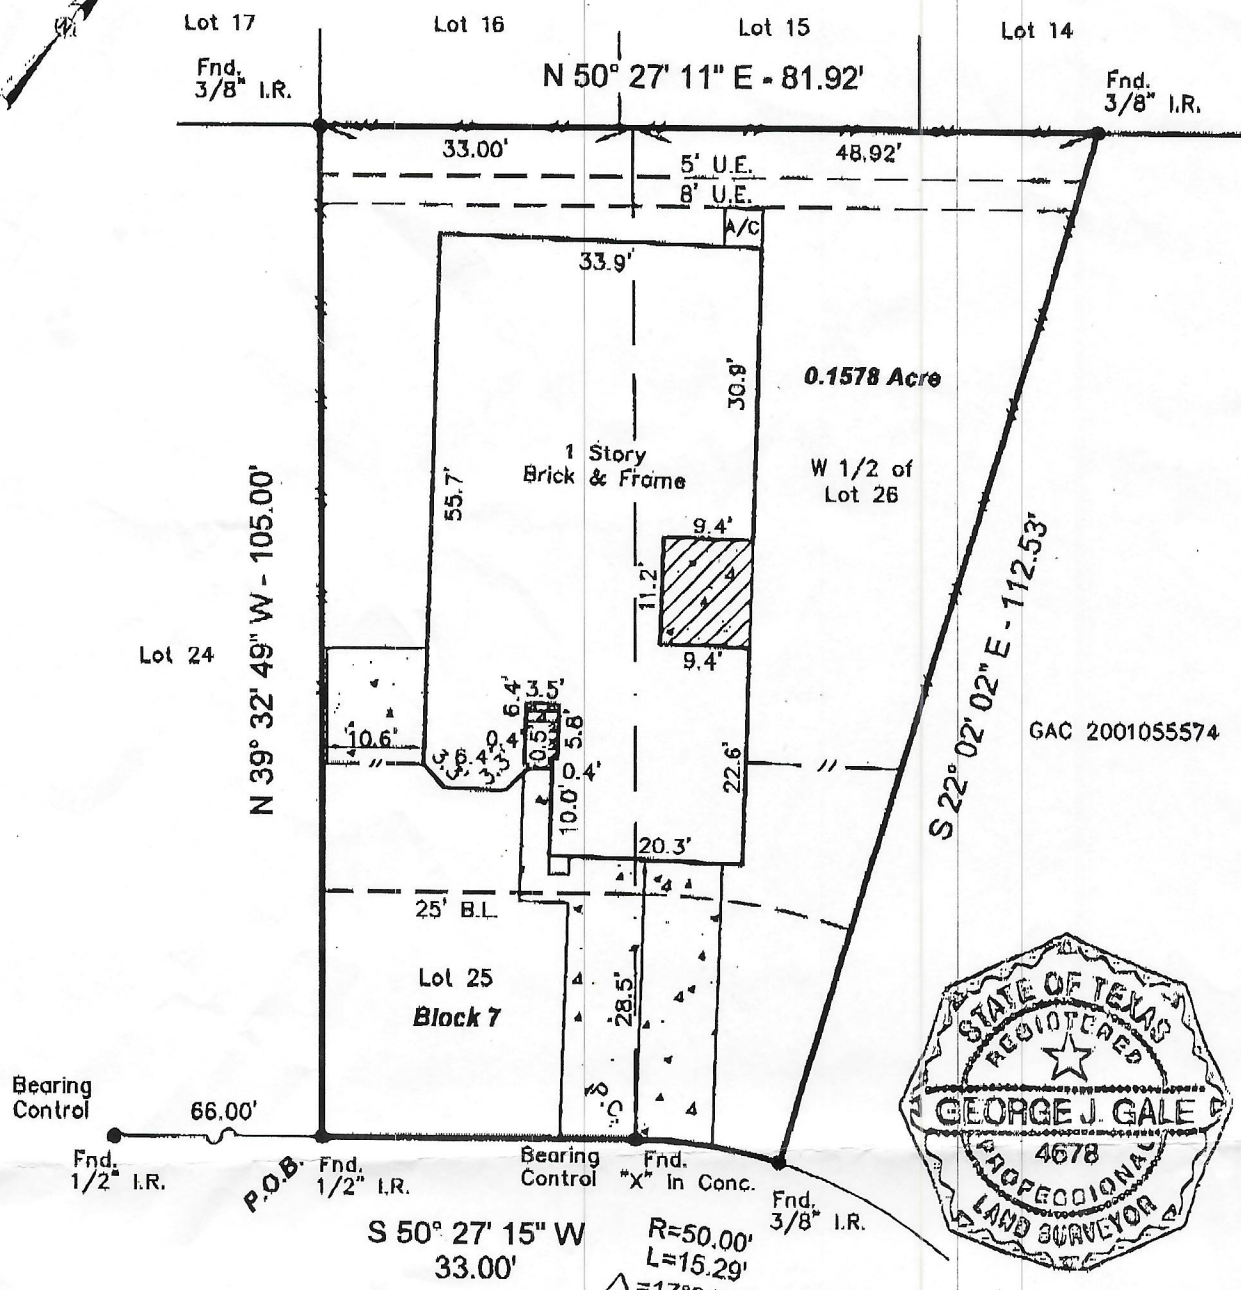 Lot 17
Lot 16
Lot 15
Lot 14
Fnd.
3/8" I.R.
N 50° 27' 11" E - 81.92'
Fnd.
3/8" I.R.
33.00'
48.92'
5' U.E.
8' U.E.
A/C
33.9'
30.9'
0.1578 Acre
1 Story
Brick & Frame
W 1/2 of
Lot 26
55.7'
N 39° 32' 49" W - 105.00'
9.4'
11.2'
9.4'
S 22° 02' 02" E - 112.53'
Lot 24
GAC 2001055574
6.4'
3.5'
0.4'
0.5'
5.8'
10.6'
3.3'
6.4'
3.3'
0.4'
22.6'
10.0'
20.3'
25' B.L.
Lot 25
Block 7
28.5'
P.C.
STATE OF TEXAS
REGISTERED
GEORGE J. GALE
4678
PROFESSIONAL
LAND SURVEYOR
Bearing
Control
66.00'
Fnd.
1/2" I.R.
P.O.B.
Fnd.
1/2" I.R.
Bearing
Control
Fnd.
"X" in Conc.
Fnd.
3/8" I.R.
S 50° 27' 15" W
33.00'
R=50.00'
L=15.29'